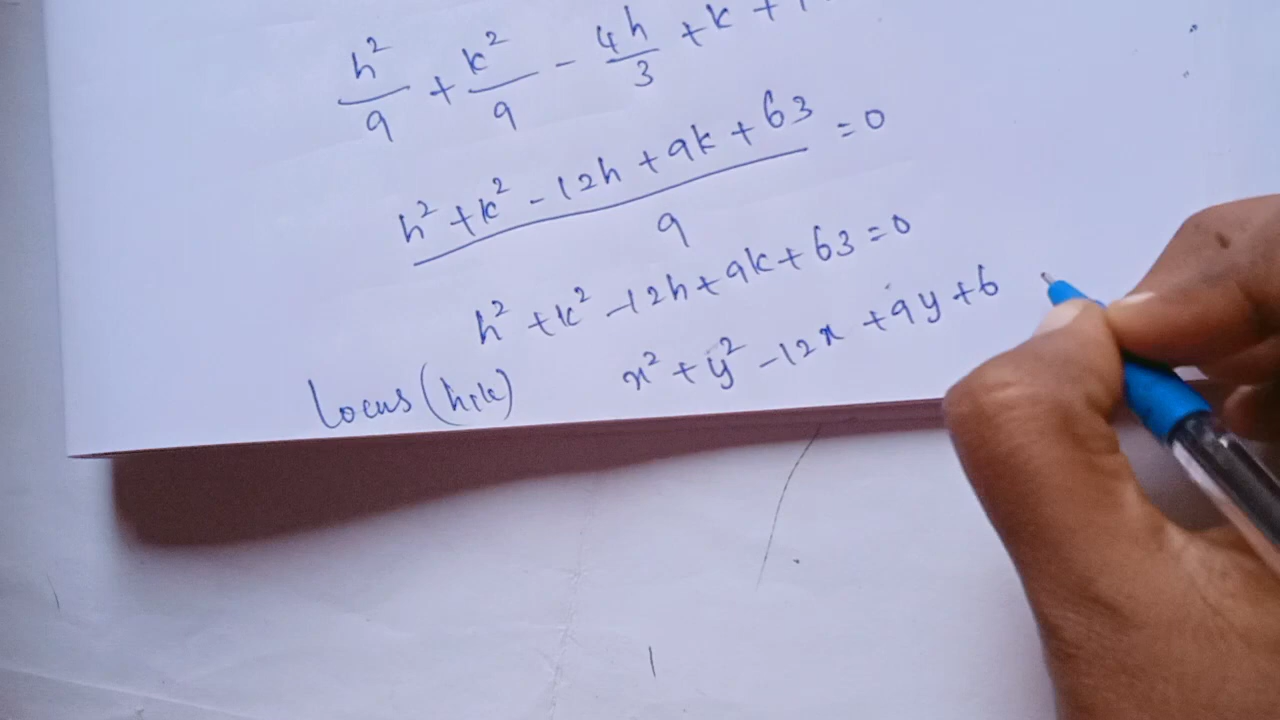 h²/9 + k²/9 - 4h/3 + k +
h² + k² - 12h + 9k + 63 / 9 = 0
h² + k² - 12h + 9k + 63 = 0
locus (h,k) x² + y² - 12x + 9y + 6